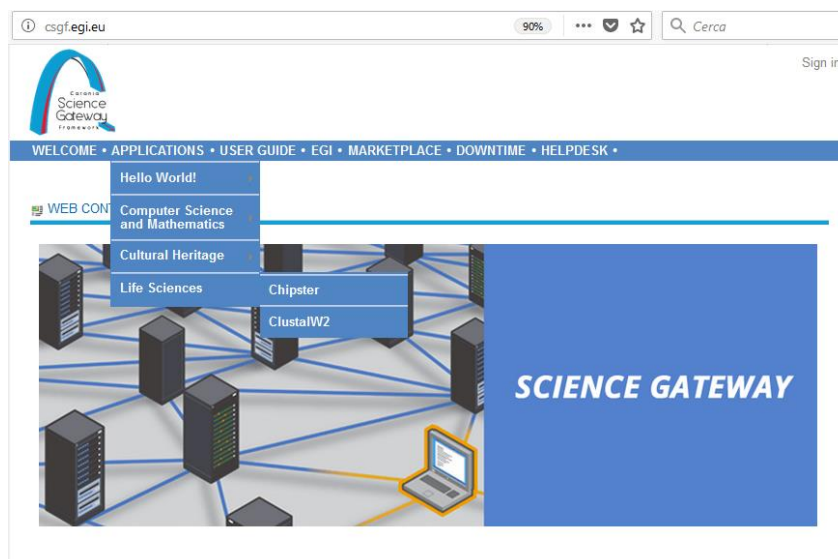 csgf.egi.eu
90%
Cerca
Catania
Science
Gateway
Framework
Sign in
WELCOME • APPLICATIONS • USER GUIDE • EGI • MARKETPLACE • DOWNTIME • HELPDESK •
Hello World!
WEB CONT
Computer Science
and Mathematics
Cultural Heritage
Life Sciences
Chipster
ClustalW2
SCIENCE GATEWAY